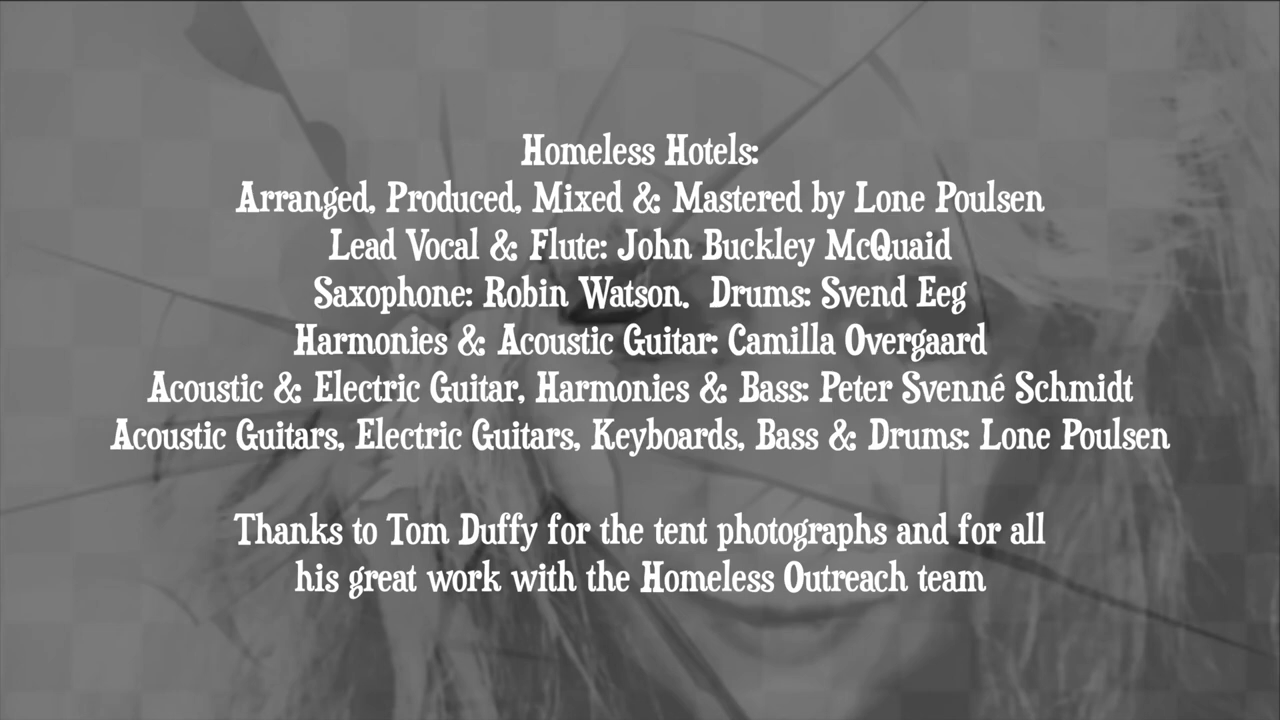 Homeless Hotels:
Arranged, Produced, Mixed & Mastered by Lone Poulsen
Lead Vocal & Flute: John Buckley McQuaid
Saxophone: Robin Watson.  Drums: Svend Eeg
Harmonies & Acoustic Guitar: Camilla Overgaard
Acoustic & Electric Guitar, Harmonies & Bass: Peter Svenné Schmidt
Acoustic Guitars, Electric Guitars, Keyboards, Bass & Drums: Lone Poulsen
Thanks to Tom Duffy for the tent photographs and for all
his great work with the Homeless Outreach team